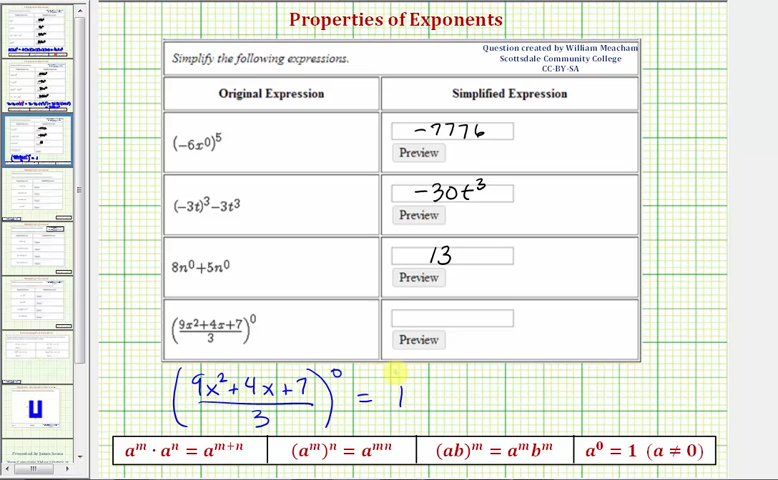 Properties of Exponents
Simplify the following expressions.
Question created by William Meacham
Scottsdale Community College
CC-BY-SA
Original Expression Simplified Expression
(-6x⁰)⁵ -7776
Preview
(-3t)³-3t³ -30t³
Preview
8n⁰+5n⁰ 13
Preview
((9x²+4x+7)/3)⁰
Preview
((9x²+4x+7)/3)⁰ = 1
aᵐ · aⁿ = aᵐ⁺ⁿ (aᵐ)ⁿ = aᵐⁿ (ab)ᵐ = aᵐbᵐ a⁰ = 1 (a ≠ 0)